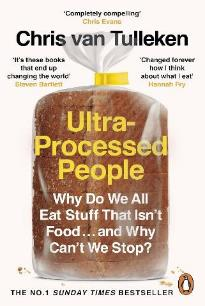 'Completely compelling'
Chris Evans
Chris van Tulleken
'It's these books
that end up
changing the world'
Steven Bartlett
'Changed forever
how I think
about what I eat'
Hannah Fry
Ultra-
Processed
People
Why Do We All
Eat Stuff That Isn't
Food... and Why
Can't We Stop?
THE NO.1 SUNDAY TIMES BESTSELLER